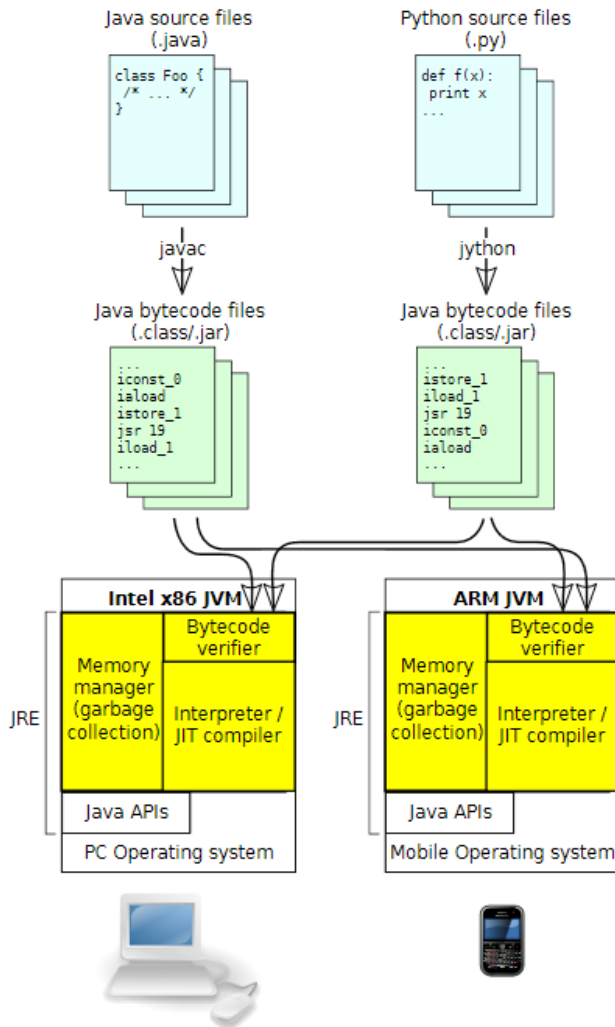 Java source files
(.java)
class Foo {
/* ... */
}
Python source files
(.py)
def f(x):
print x
...
javac
jython
Java bytecode files
(.class/.jar)
...
iconst_0
iaload
istore_1
jsr 19
iload_1
...
Java bytecode files
(.class/.jar)
...
istore_1
iload_1
jsr 19
iconst_0
iaload
...
Intel x86 JVM
Bytecode
verifier
Memory
manager
(garbage
collection)
Interpreter /
JIT compiler
JRE
Java APIs
PC Operating system
ARM JVM
Bytecode
verifier
Memory
manager
(garbage
collection)
Interpreter /
JIT compiler
JRE
Java APIs
Mobile Operating system